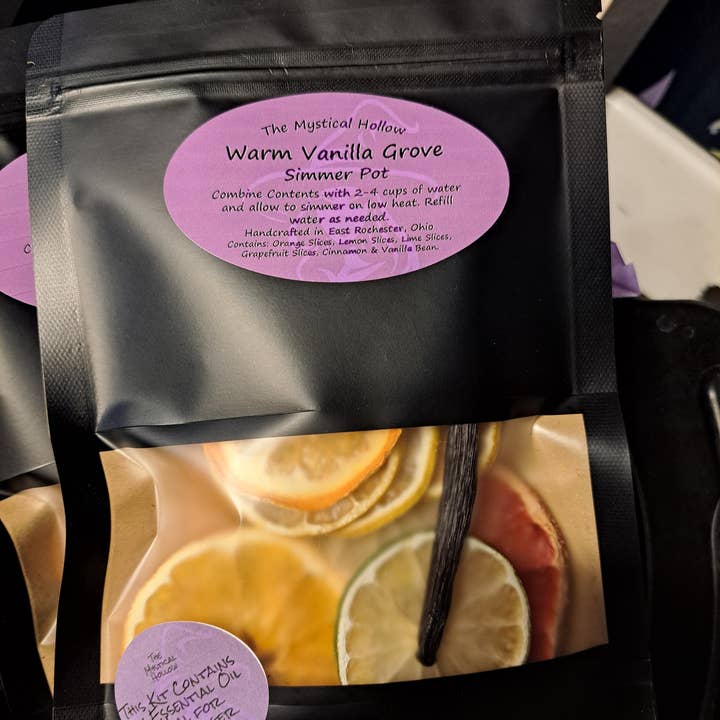 The Mystical Hollow
Warm Vanilla Grove
Simmer Pot
Combine Contents with 2-4 cups of water
and allow to simmer on low heat. Refill
water as needed.
Handcrafted in East Rochester, Ohio
Contains: Orange Slices, Lemon Slices, Lime Slices,
Grapefruit Slices, Cinnamon & Vanilla Bean.
The
Mystical
Hollow
This Kit Contains
Essential Oil
for